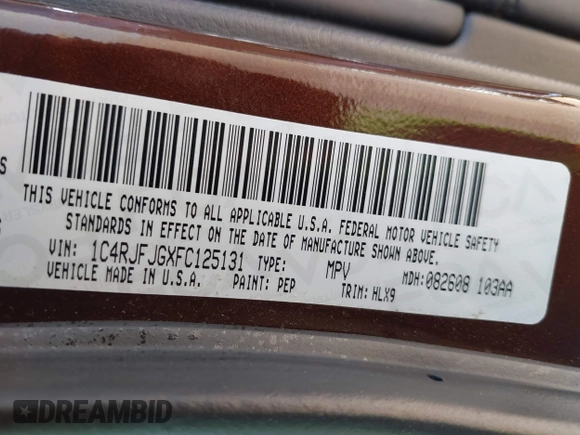 THIS VEHICLE CONFORMS TO ALL APPLICABLE U.S.A. FEDERAL MOTOR VEHICLE SAFETY
STANDARDS IN EFFECT ON THE DATE OF MANUFACTURE SHOWN ABOVE.
VIN: 1C4RJFJGXFC125131 TYPE: MPV MDH:082608 103AA
VEHICLE MADE IN U.S.A. PAINT: PEP TRIM: HLX9
DREAMBID